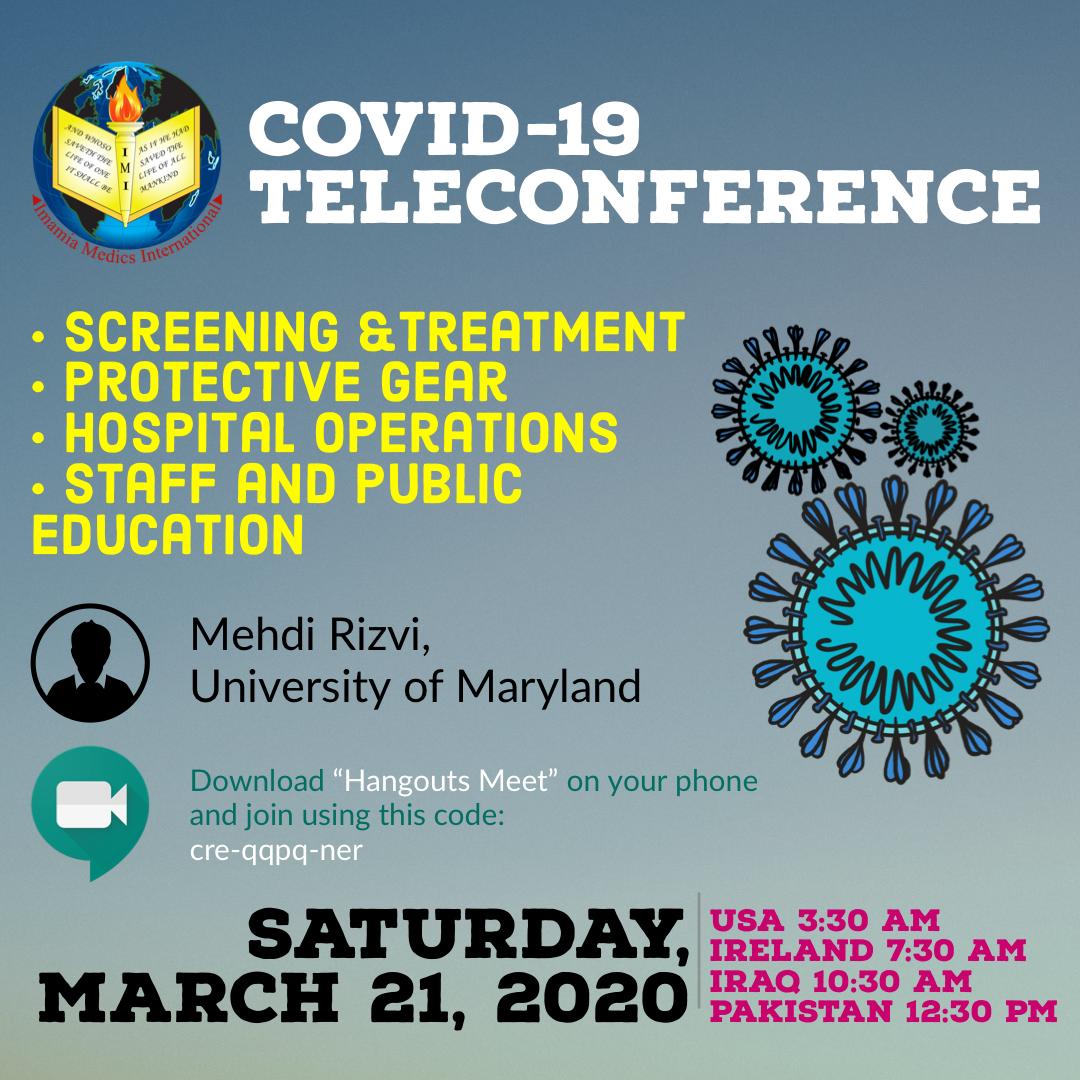 AND WHOSO
SAVETH THE
LIFE OF ONE
IT SHALL BE
I M I
AS IF HE HAD
SAVED THE
LIFE OF ALL
MANKIND
Imamia Medics International
COVID-19
TELECONFERENCE
• SCREENING &TREATMENT
• PROTECTIVE GEAR
• HOSPITAL OPERATIONS
• STAFF AND PUBLIC
EDUCATION
Mehdi Rizvi,
University of Maryland
Download “Hangouts Meet” on your phone
and join using this code:
cre-qqpq-ner
SATURDAY,
MARCH 21, 2020
USA 3:30 AM
IRELAND 7:30 AM
IRAQ 10:30 AM
PAKISTAN 12:30 PM